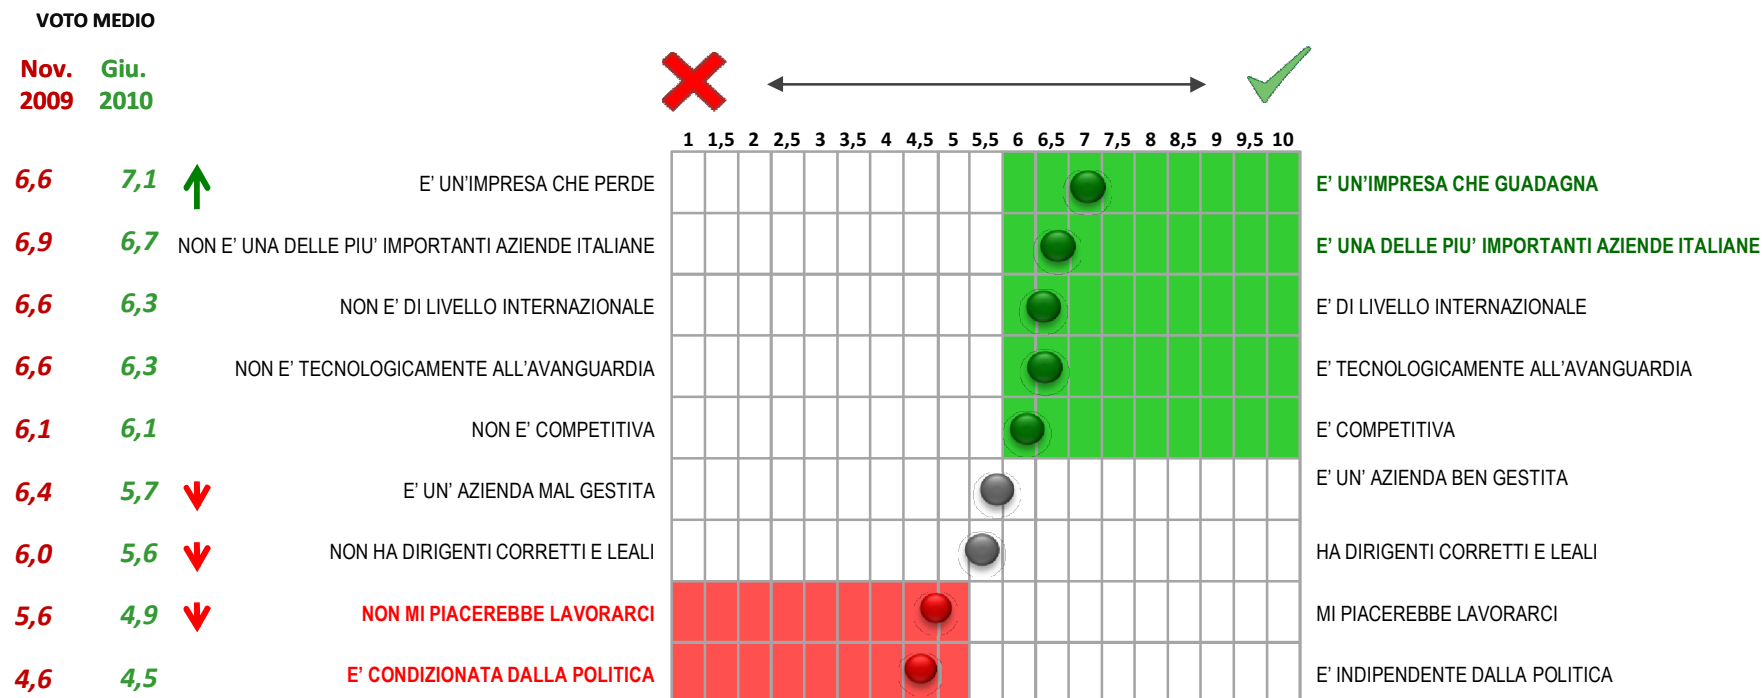 VOTO MEDIO
Nov. 2009
Giu. 2010
1 1,5 2 2,5 3 3,5 4 4,5 5 5,5 6 6,5 7 7,5 8 8,5 9 9,5 10
6,6 7,1 E' UN'IMPRESA CHE PERDE E' UN'IMPRESA CHE GUADAGNA
6,9 6,7 NON E' UNA DELLE PIU' IMPORTANTI AZIENDE ITALIANE E' UNA DELLE PIU' IMPORTANTI AZIENDE ITALIANE
6,6 6,3 NON E' DI LIVELLO INTERNAZIONALE E' DI LIVELLO INTERNAZIONALE
6,6 6,3 NON E' TECNOLOGICAMENTE ALL'AVANGUARDIA E' TECNOLOGICAMENTE ALL'AVANGUARDIA
6,1 6,1 NON E' COMPETITIVA E' COMPETITIVA
6,4 5,7 E' UN' AZIENDA MAL GESTITA E' UN' AZIENDA BEN GESTITA
6,0 5,6 NON HA DIRIGENTI CORRETTI E LEALI HA DIRIGENTI CORRETTI E LEALI
5,6 4,9 NON MI PIACEREBBE LAVORARCI MI PIACEREBBE LAVORARCI
4,6 4,5 E' CONDIZIONATA DALLA POLITICA E' INDIPENDENTE DALLA POLITICA